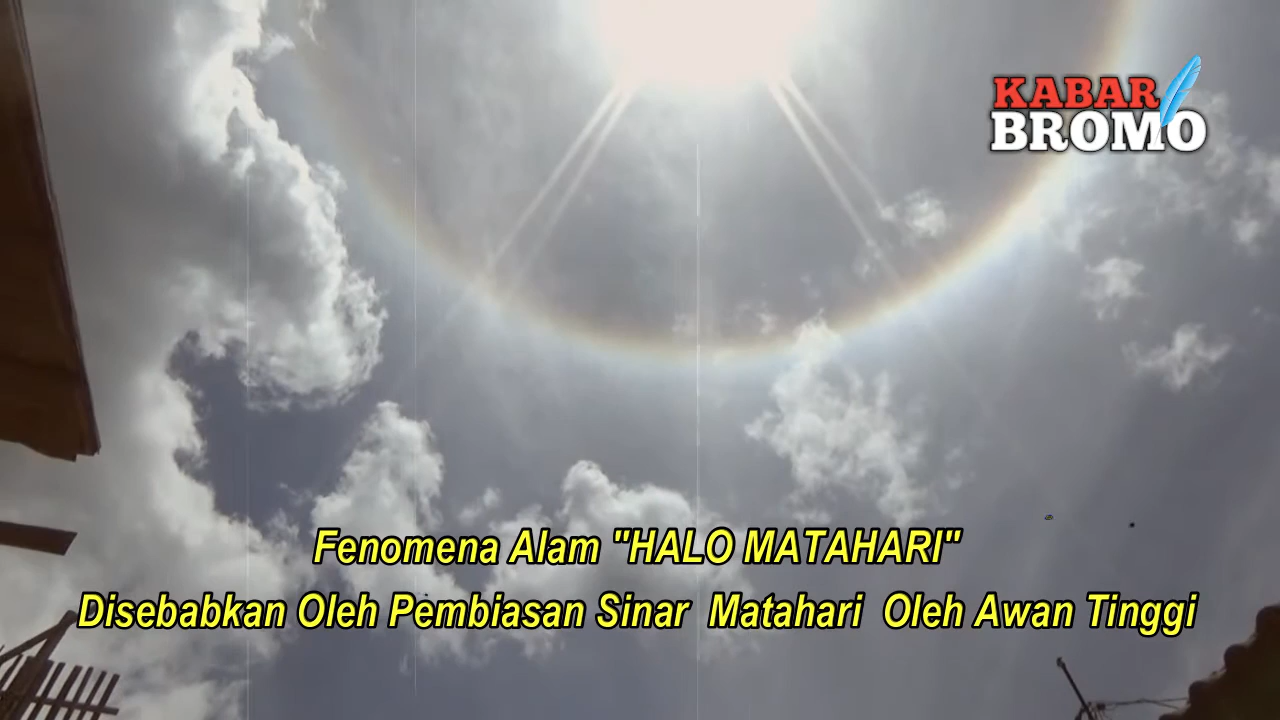 KABAR
BROMO
Fenomena Alam "HALO MATAHARI"
Disebabkan Oleh Pembiasan Sinar Matahari Oleh Awan Tinggi